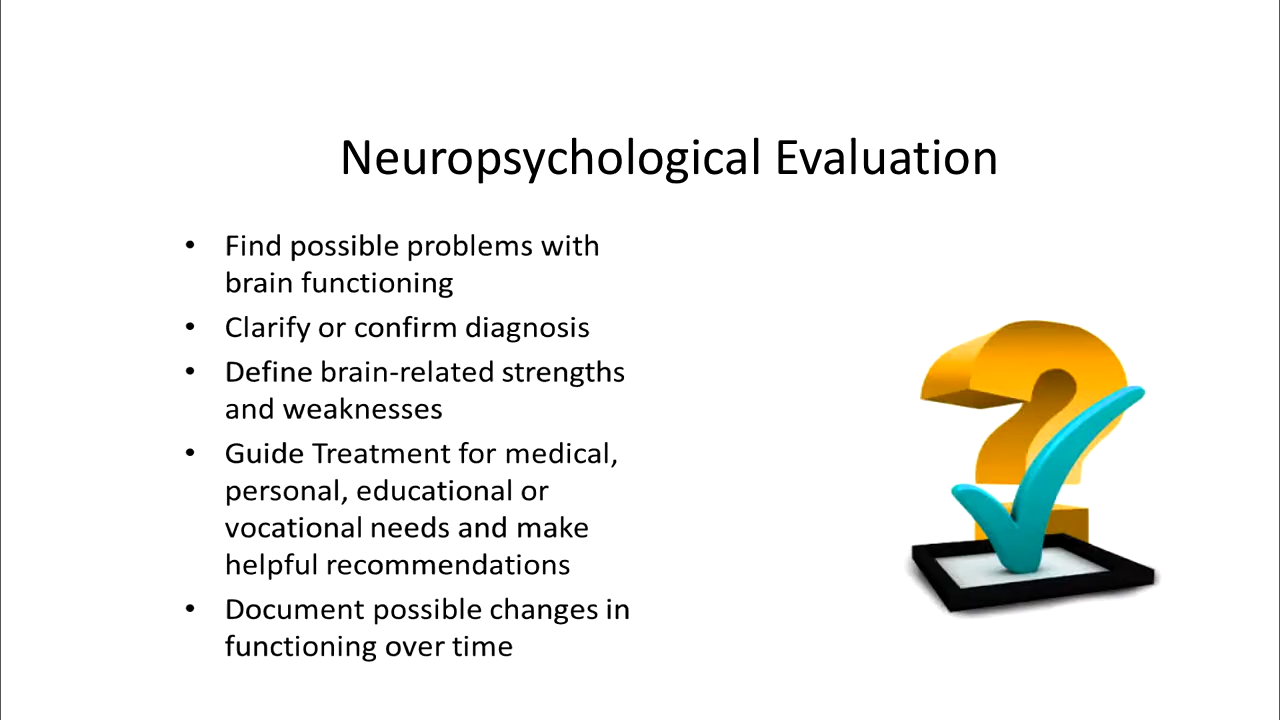 Neuropsychological Evaluation
• Find possible problems with
brain functioning
• Clarify or confirm diagnosis
• Define brain-related strengths
and weaknesses
• Guide Treatment for medical,
personal, educational or
vocational needs and make
helpful recommendations
• Document possible changes in
functioning over time